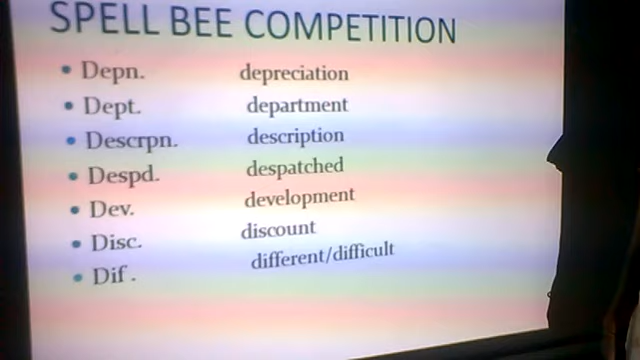 SPELL BEE COMPETITION
• Depn. depreciation
• Dept. department
• Descrpn. description
• Despd. despatched
• Dev. development
• Disc. discount
• Dif . different/difficult